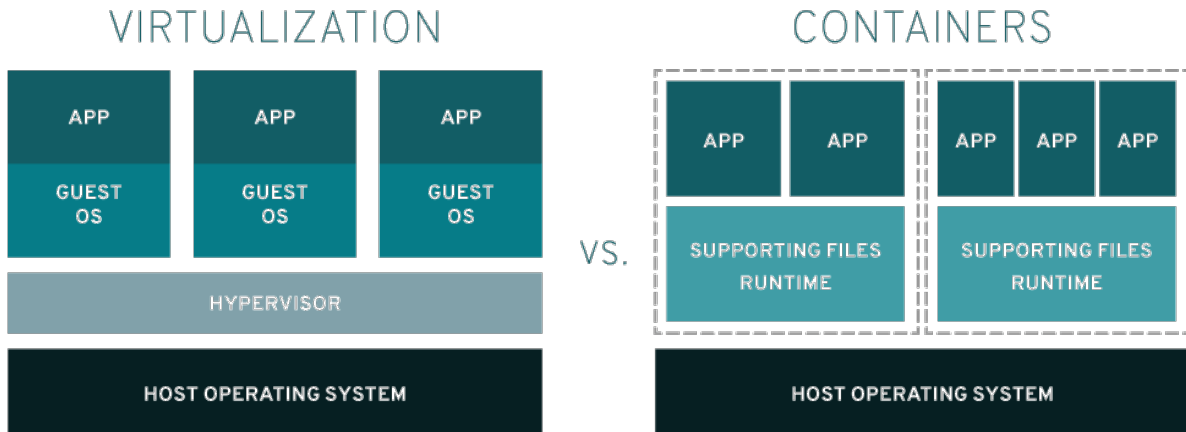 VIRTUALIZATION
APP
APP
APP
GUEST
OS
GUEST
OS
GUEST
OS
HYPERVISOR
HOST OPERATING SYSTEM
VS.
CONTAINERS
APP
APP
APP
APP
APP
SUPPORTING FILES
RUNTIME
SUPPORTING FILES
RUNTIME
HOST OPERATING SYSTEM